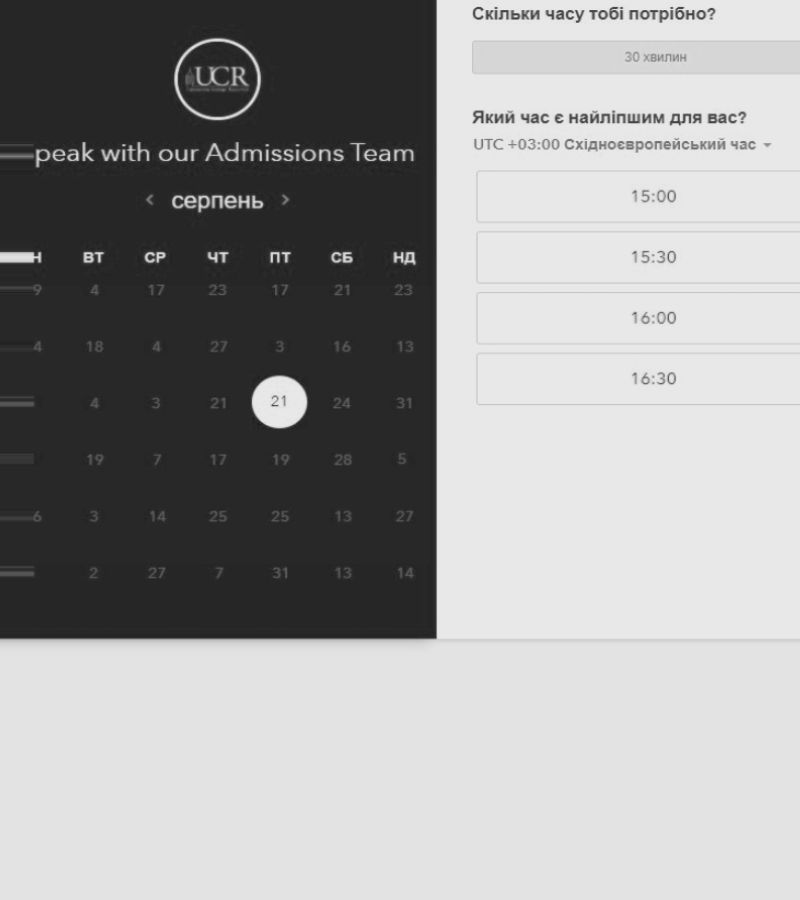 UCR
peak with our Admissions Team
< серпень >
Н ВТ СР ЧТ ПТ СБ НД
9 4 17 23 17 21 23
4 18 4 27 3 16 13
4 3 21 21 24 31
19 7 17 19 28 5
6 3 14 25 25 13 27
2 27 7 31 13 14
Скільки часу тобі потрібно?
30 хвилин
Який час є найліпшим для вас?
UTC +03:00 Східноєвропейський час
15:00
15:30
16:00
16:30